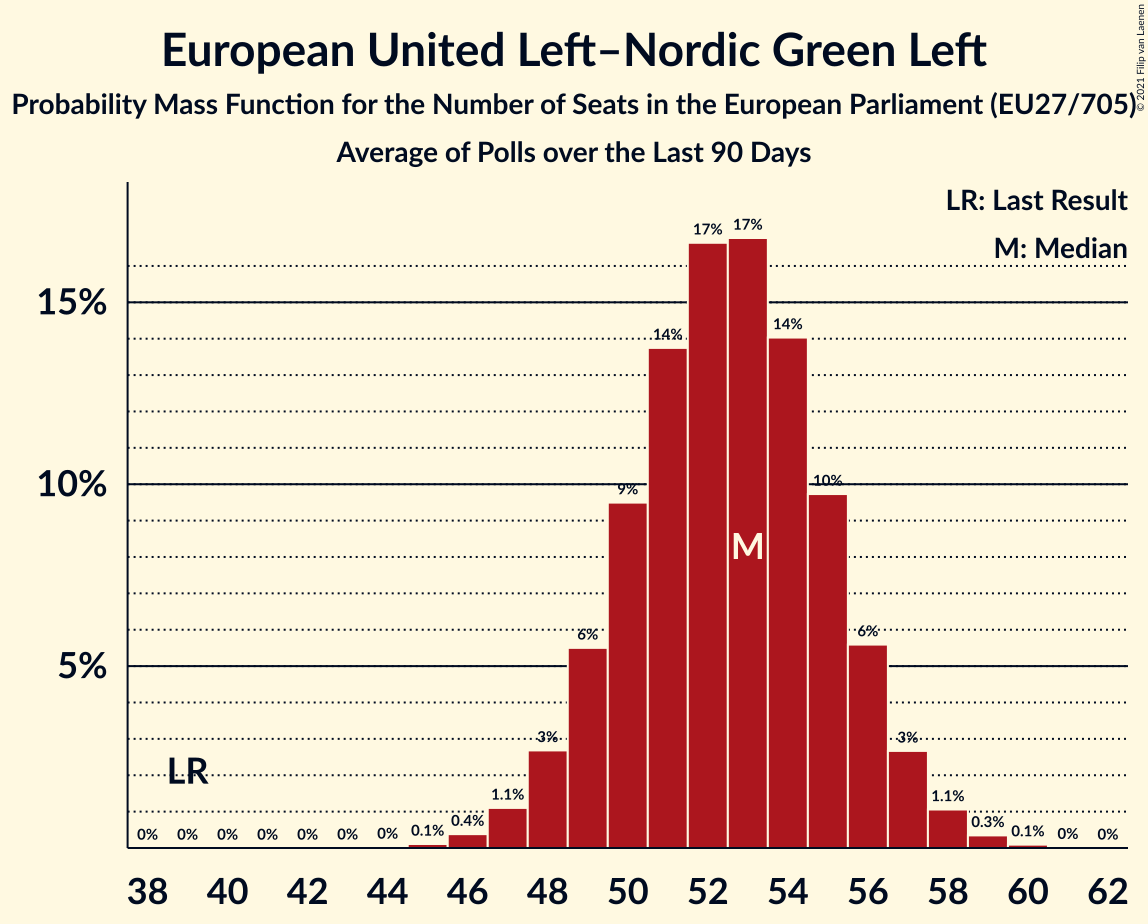 European United Left–Nordic Green Left
Probability Mass Function for the Number of Seats in the European Parliament (EU27/705)
Average of Polls over the Last 90 Days
© 2021 Filip van Laenen
LR: Last Result
M: Median
15%
10%
5%
17% 17%
14% 14%
9% 10%
M
6% 6%
3% 3%
LR
1.1% 1.1%
0% 0% 0% 0% 0% 0% 0% 0.1% 0.4% 0.3% 0.1% 0% 0%
38 40 42 44 46 48 50 52 54 56 58 60 62